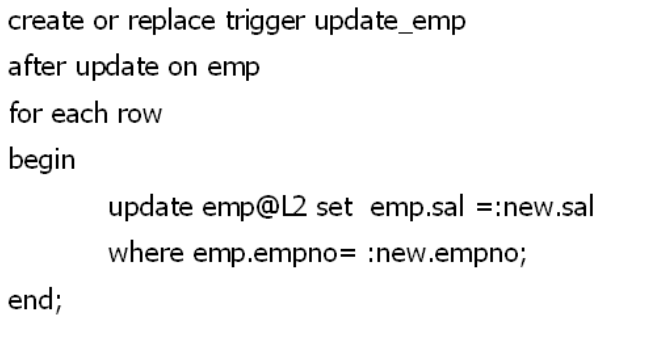 create or replace trigger update_emp
after update on emp
for each row
begin
update emp@L2 set  emp.sal =:new.sal
where emp.empno= :new.empno;
end;